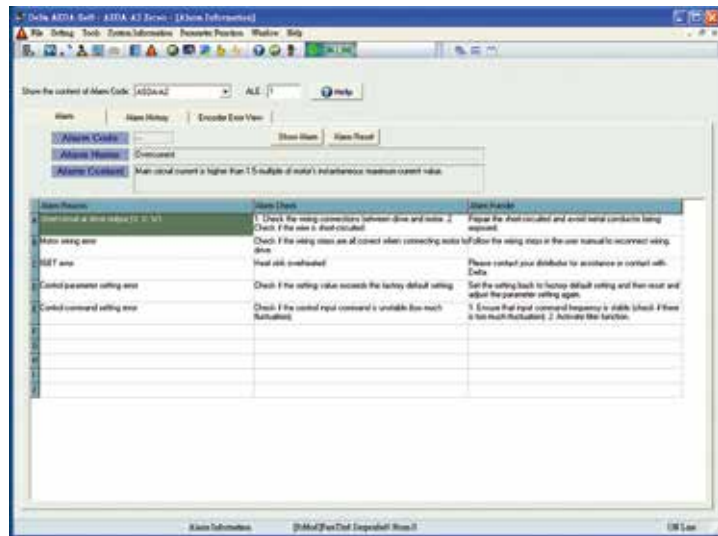 Delta ASDA-Soft - ASDA-A2 Servo - [Alarm Information]
File Setting Tools System Information Parameter Function Window Help
Show the content of Alarm Code: ASDA-A2 ALE 1 Help
Alarm Alarm History Encoder Error View
Alarm Code --- Show Alarm Alarm Reset
Alarm Name Overcurrent
Alarm Content Main circuit current is higher than 1.5 multiple of motor's instantaneous maximum current value.
Alarm Reason Alarm Check Alarm Handle
Short-circuit at drive output (U, V, W) 1. Check the wiring connections between drive and motor. 2. Check if the wire is short-circuited. Repair the short-circuited and avoid metal conductor being exposed.
Motor wiring error Check if the wiring steps are all correct when connecting motor to drive. Follow the wiring steps in the user manual to reconnect wiring.
IGBT error Heat sink overheated Please contact your distributor for assistance or contact with Delta.
Control parameter setting error Check if the setting value exceeds the factory default setting. Set the setting back to factory default setting and then reset and adjust the parameter setting again.
Control command setting error Check if the control input command is unstable (too much fluctuation). 1. Ensure that input command frequency is stable (check if there is too much fluctuation). 2. Activate filter function.
Alarm Information
Off Line